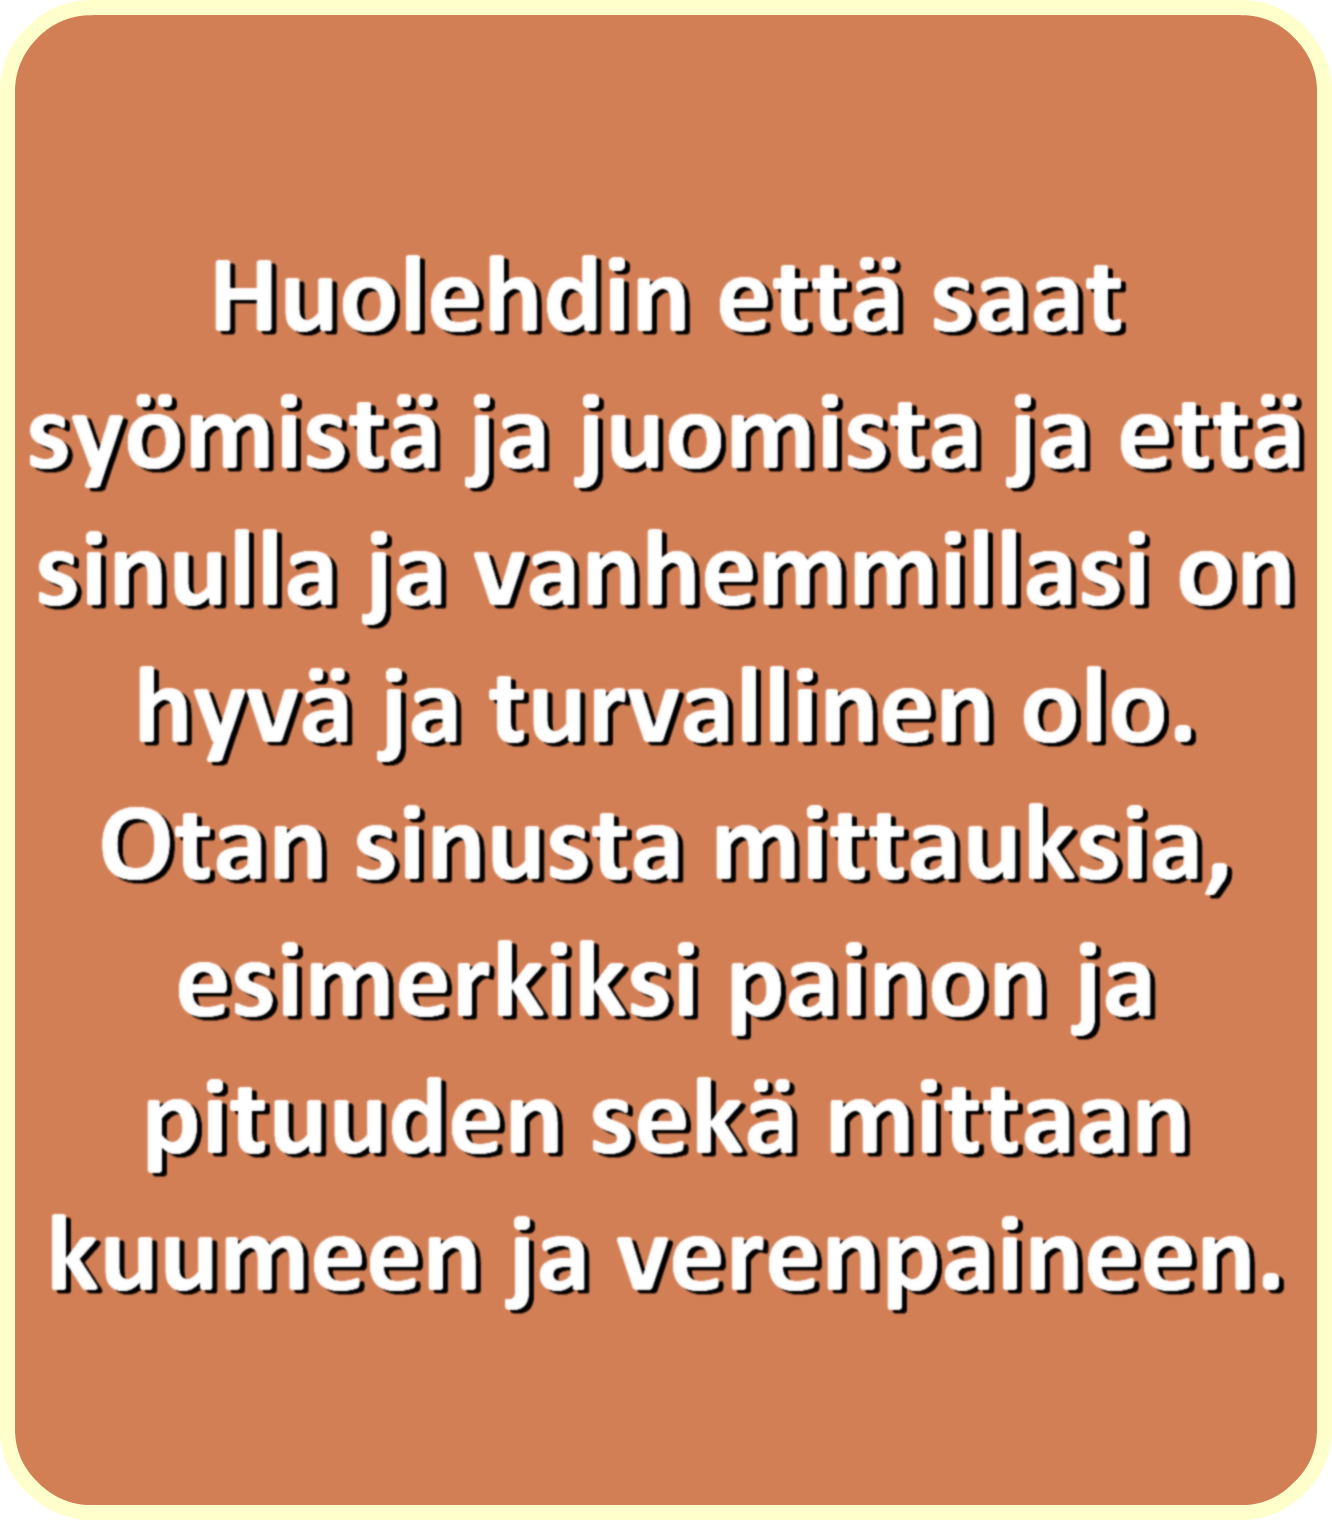 Huolehdin että saat
syömistä ja juomista ja että
sinulla ja vanhemmillasi on
hyvä ja turvallinen olo.
Otan sinusta mittauksia,
esimerkiksi painon ja
pituuden sekä mittaan
kuumeen ja verenpaineen.